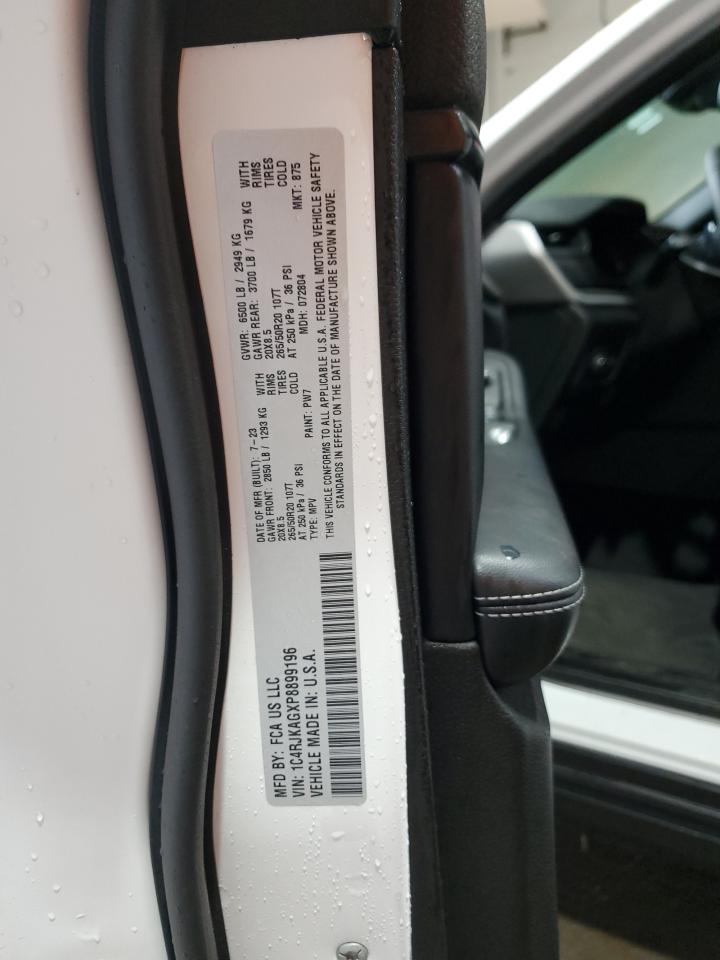 MFD BY: FCA US LLC
VIN: 1C4RJKAGXP8899196
VEHICLE MADE IN: U.S.A.
DATE OF MFR (BUILT): 7-23 GVWR: 6500 LB / 2949 KG
GAWR FRONT: 2850 LB / 1293 KG WITH GAWR REAR: 3700 LB / 1679 KG WITH
20X8.5 RIMS 20X8.5 RIMS
265/50R20 107T TIRES 265/50R20 107T TIRES
AT 250 kPa / 36 PSI COLD AT 250 kPa / 36 PSI COLD
TYPE: MPV PAINT: PW7 MDH: 072804 MKT: 875
THIS VEHICLE CONFORMS TO ALL APPLICABLE U.S.A. FEDERAL MOTOR VEHICLE SAFETY
STANDARDS IN EFFECT ON THE DATE OF MANUFACTURE SHOWN ABOVE.